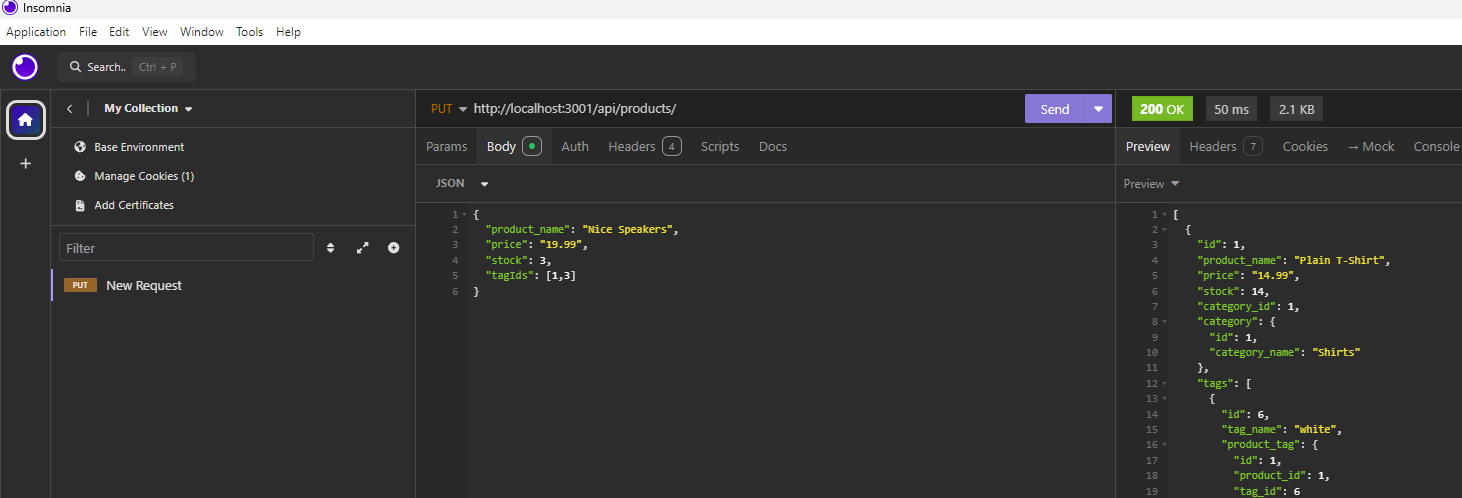 Insomnia
Application File Edit View Window Tools Help
Search.. Ctrl + P
My Collection
PUT http://localhost:3001/api/products/ Send 200 OK 50 ms 2.1 KB
Base Environment
Manage Cookies (1)
Add Certificates
Filter
PUT New Request
Params Body Auth Headers 4 Scripts Docs
JSON
1 {
2 "product_name": "Nice Speakers",
3 "price": "19.99",
4 "stock": 3,
5 "tagIds": [1,3]
6 }
Preview Headers 7 Cookies → Mock Console
Preview
1 [
2 {
3 "id": 1,
4 "product_name": "Plain T-Shirt",
5 "price": "14.99",
6 "stock": 14,
7 "category_id": 1,
8 "category": {
9 "id": 1,
10 "category_name": "Shirts"
11 },
12 "tags": [
13 {
14 "id": 6,
15 "tag_name": "white",
16 "product_tag": {
17 "id": 1,
18 "product_id": 1,
19 "tag_id": 6